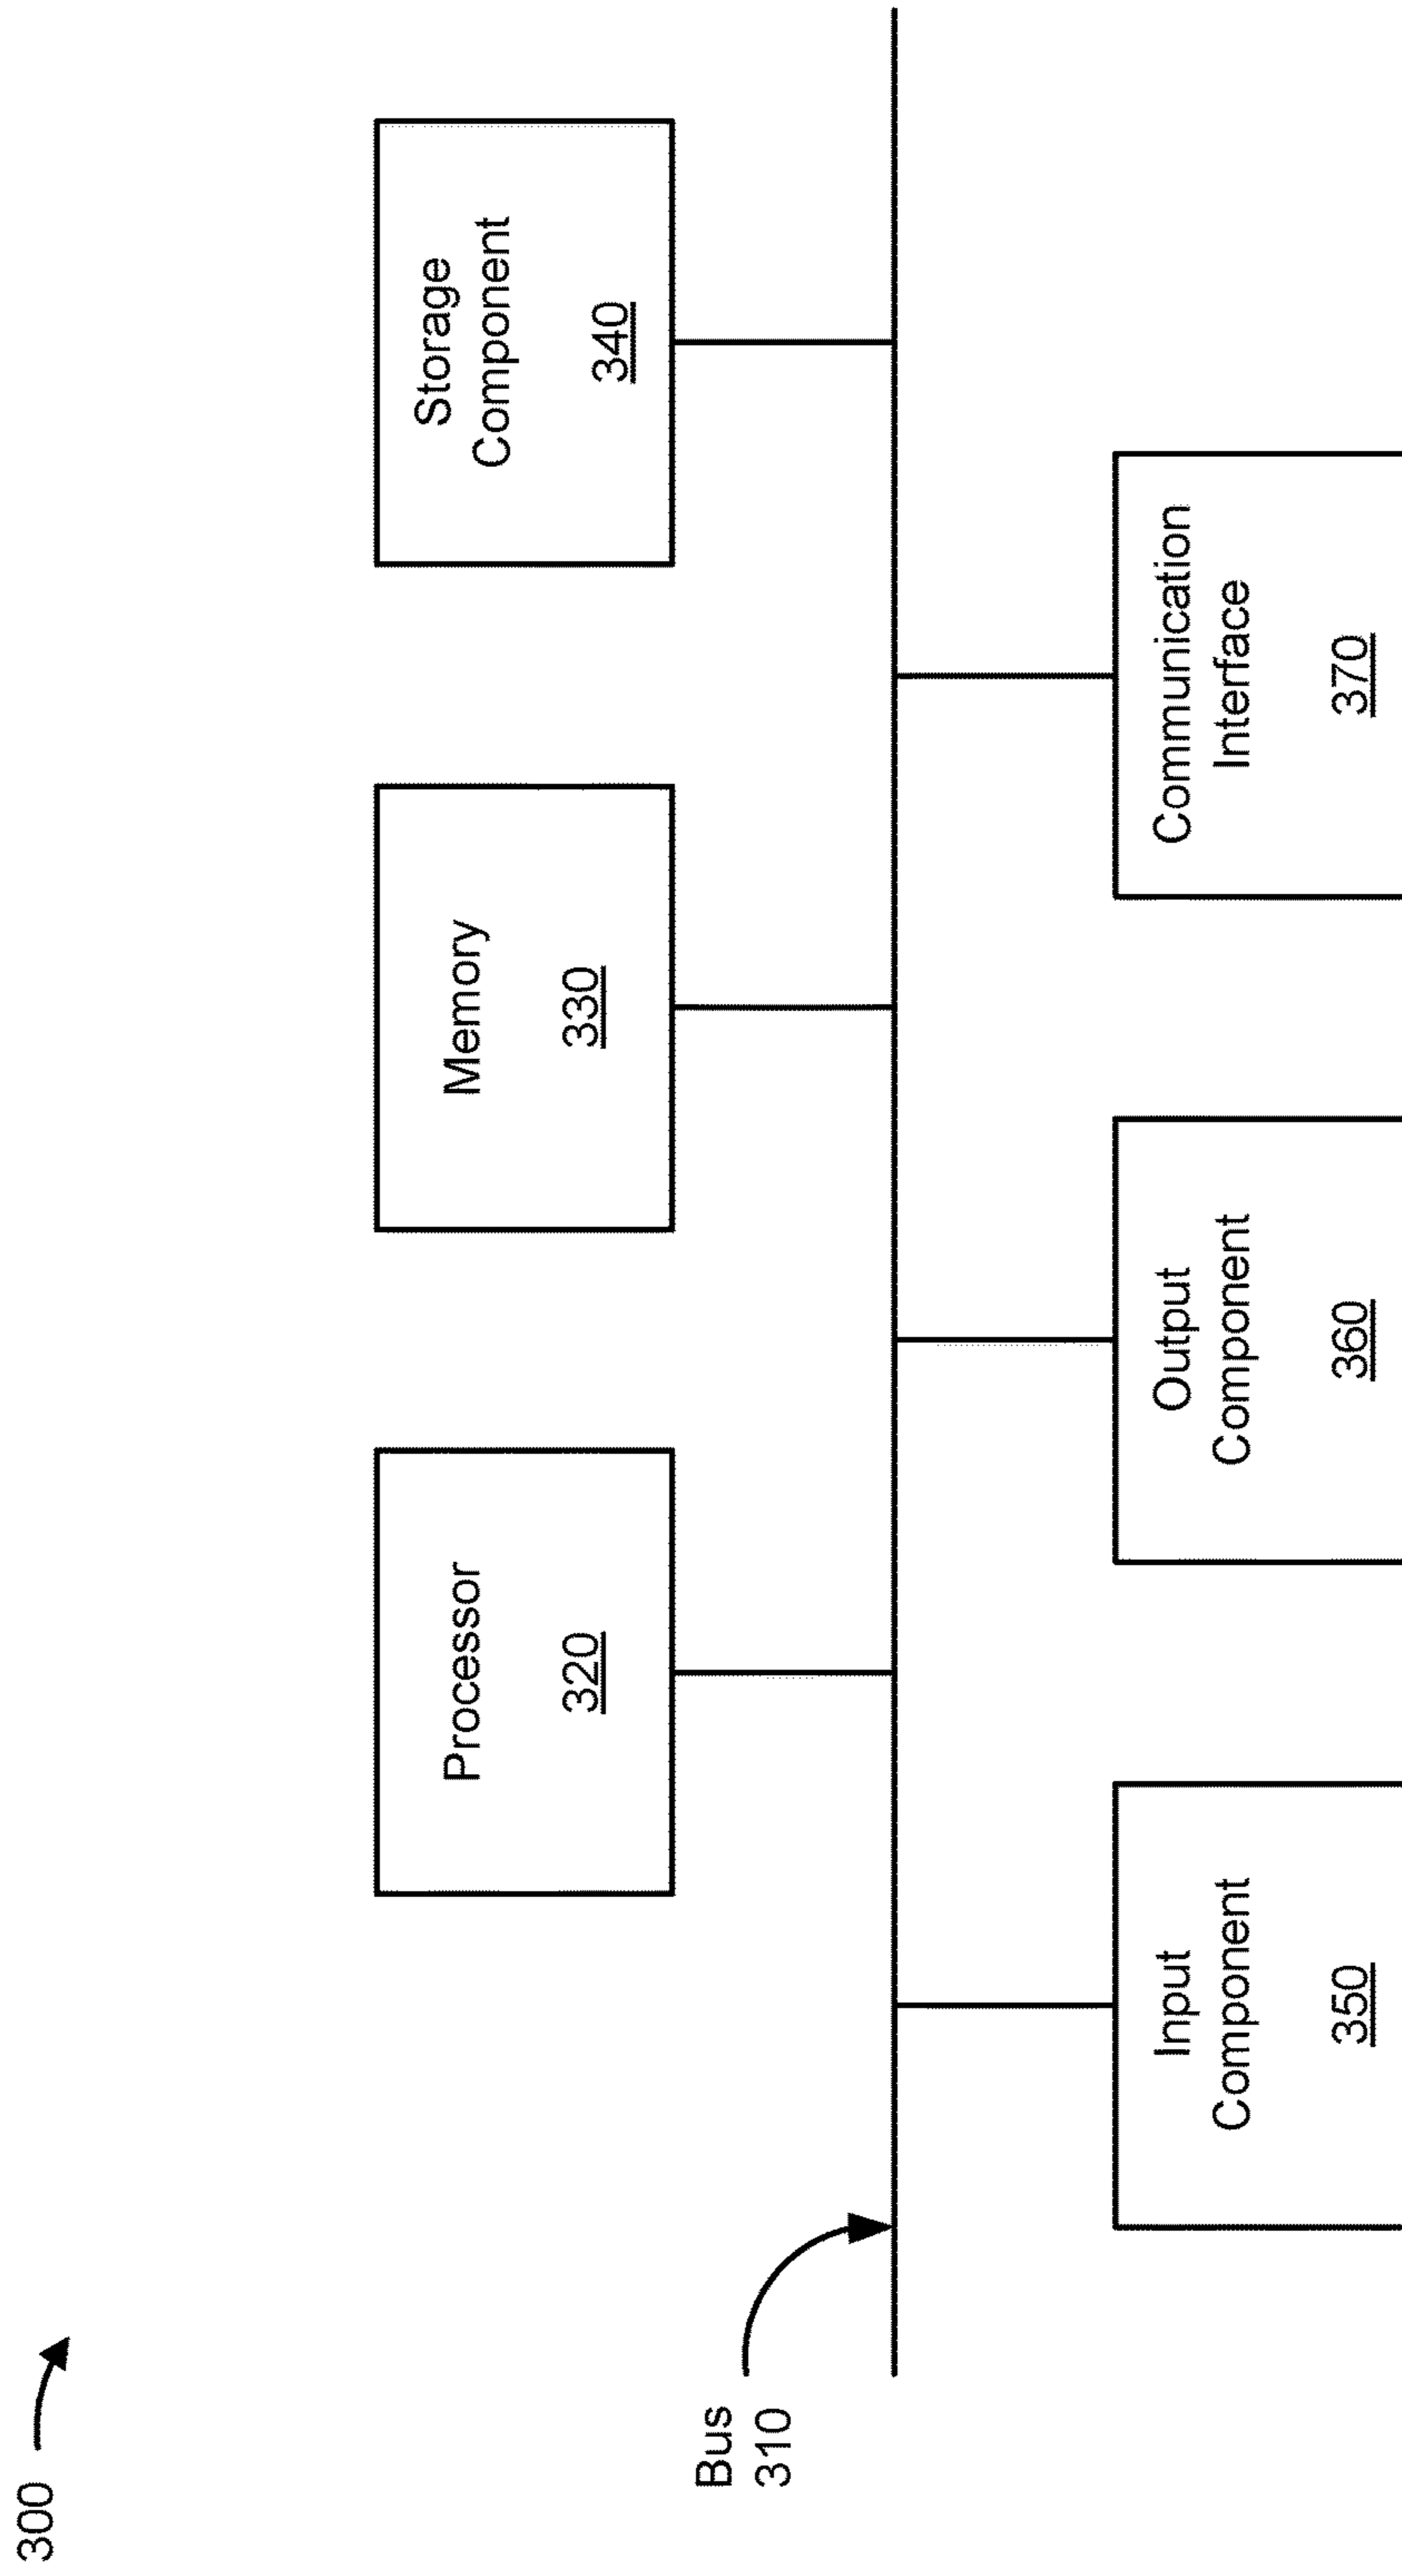 300
Processor
320
Memory
330
Storage
Component
340
Bus
310
Input
Component
350
Output
Component
360
Communication
Interface
370